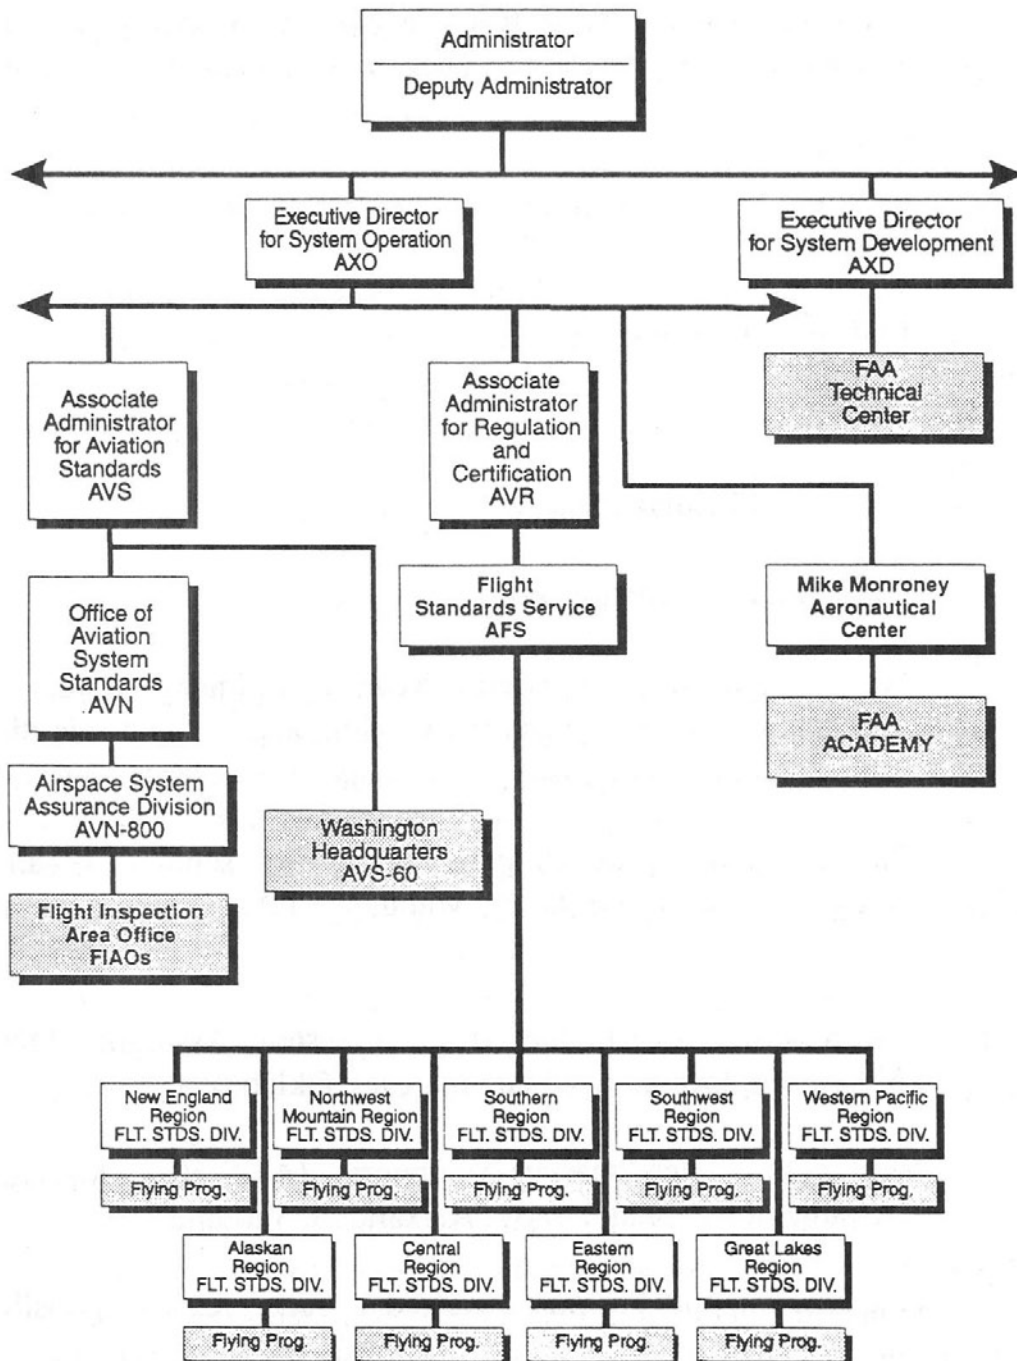 Administrator
Deputy Administrator
Executive Director
for System Operation
AXO
Executive Director
for System Development
AXD
Associate
Administrator
for Aviation
Standards
AVS
Associate
Administrator
for Regulation
and
Certification
AVR
FAA
Technical
Center
Office of
Aviation
System
Standards
.AVN
Flight
Standards Service
AFS
Mike Monroney
Aeronautical
Center
FAA
ACADEMY
Airspace System
Assurance Division
AVN-800
Washington
Headquarters
AVS-60
Flight Inspection
Area Office
FIAOs
New England
Region
FLT. STDS. DIV.
Northwest
Mountain Region
FLT. STDS. DIV.
Southern
Region
FLT. STDS. DIV.
Southwest
Region
FLT. STDS. DIV.
Western Pacific
Region
FLT. STDS. DIV.
Flying Prog.
Flying Prog.
Flying Prog.
Flying Prog.
Flying Prog.
Alaskan
Region
FLT. STDS. DIV.
Central
Region
FLT. STDS. DIV.
Eastern
Region
FLT. STDS. DIV.
Great Lakes
Region
FLT. STDS. DIV.
Flying Prog.
Flying Prog.
Flying Prog.
Flying Prog.